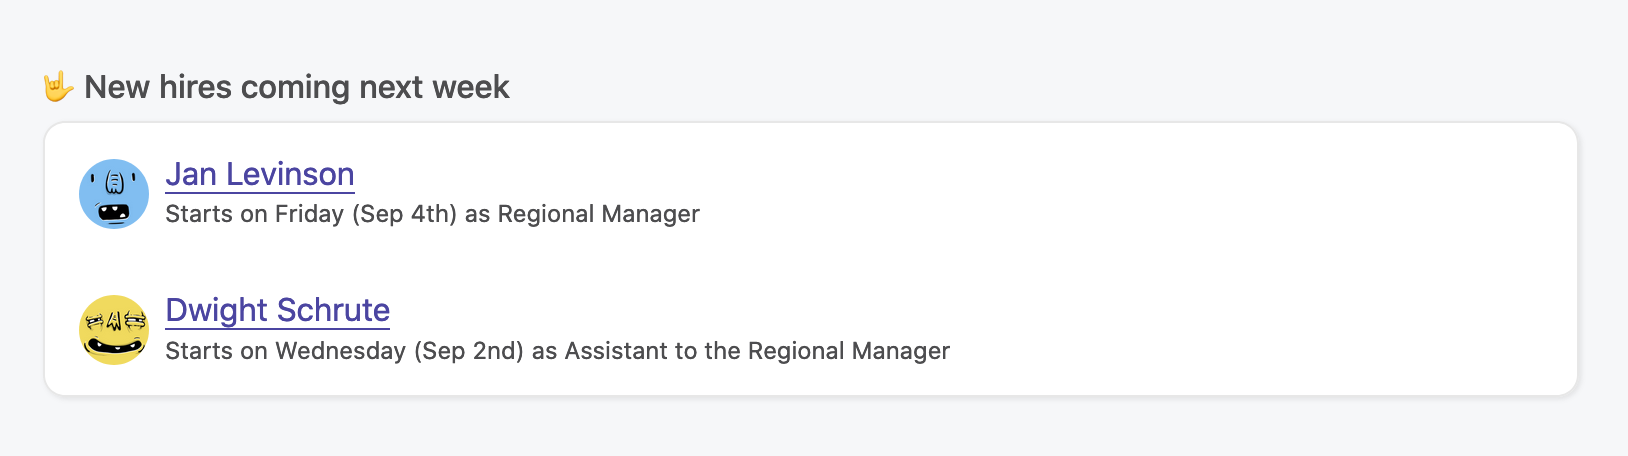 🤟 New hires coming next week
Jan Levinson
Starts on Friday (Sep 4th) as Regional Manager
Dwight Schrute
Starts on Wednesday (Sep 2nd) as Assistant to the Regional Manager